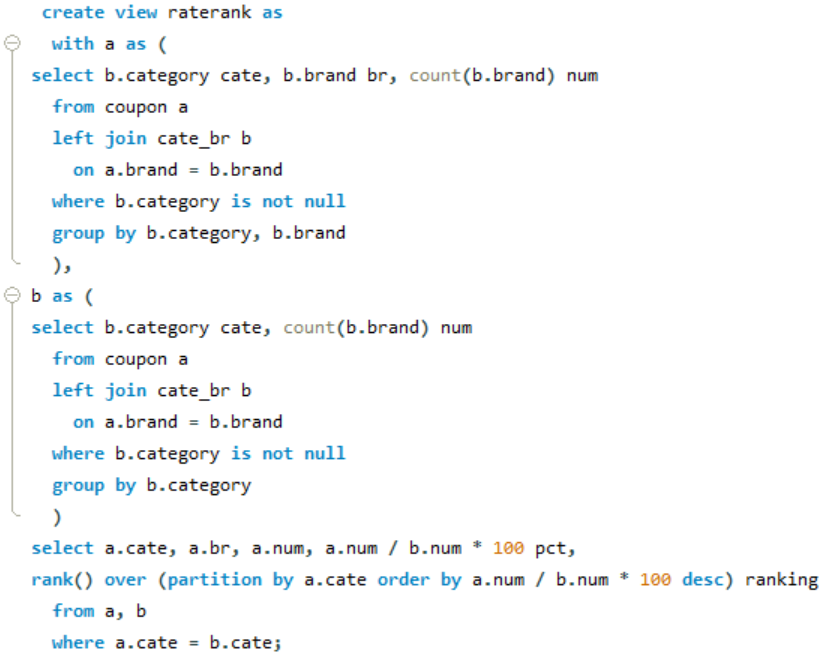 create view raterank as
with a as (
select b.category cate, b.brand br, count(b.brand) num
from coupon a
left join cate_br b
on a.brand = b.brand
where b.category is not null
group by b.category, b.brand
),
b as (
select b.category cate, count(b.brand) num
from coupon a
left join cate_br b
on a.brand = b.brand
where b.category is not null
group by b.category
)
select a.cate, a.br, a.num, a.num / b.num * 100 pct,
rank() over (partition by a.cate order by a.num / b.num * 100 desc) ranking
from a, b
where a.cate = b.cate;